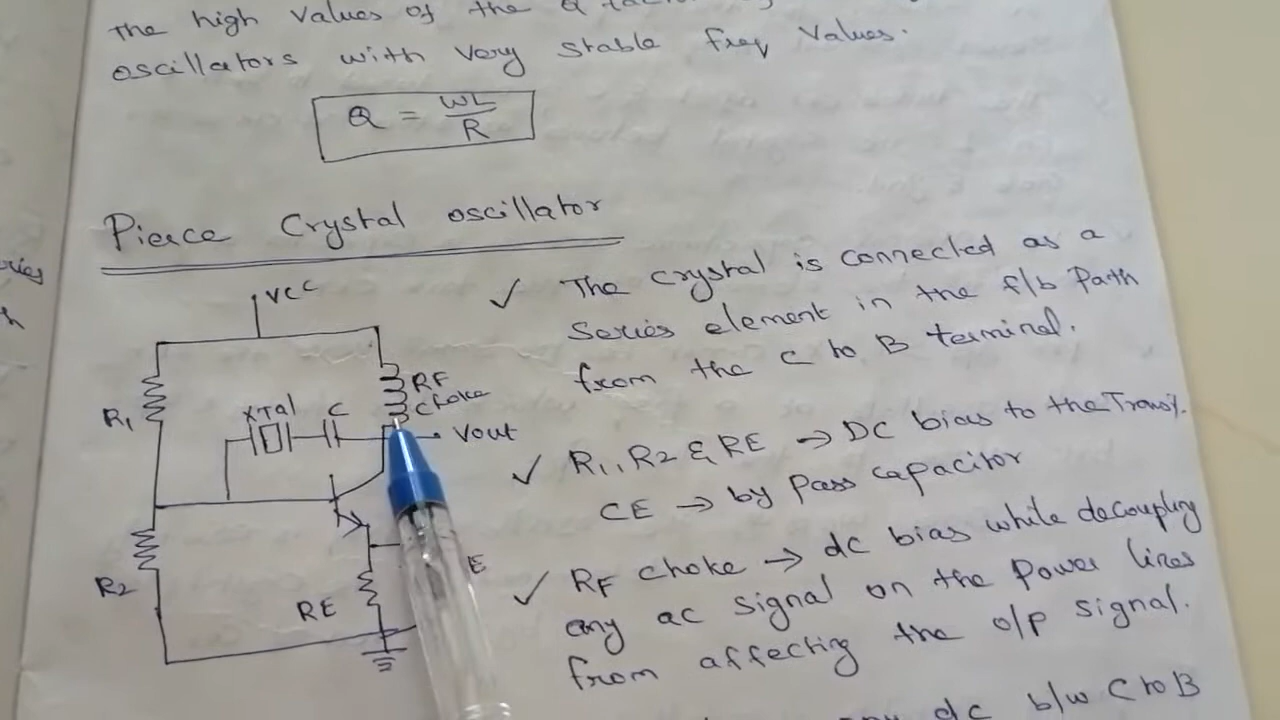 the high values of the Q
oscillators with very stable freq values.
Q = WL
R
Pierce Crystal oscillator
VCC
RF
choke
R1
XTal
C
Vout
R2
RE
E
✓ The crystal is connected as a
series element in the f/b Path
from the C to B terminal.
✓ R1, R2 & RE → DC bias to the Transi.
CE → by pass capacitor
✓ RF choke → dc bias while decoupling
any ac signal on the power lines
from affecting the o/p signal.
any dc b/w C to B